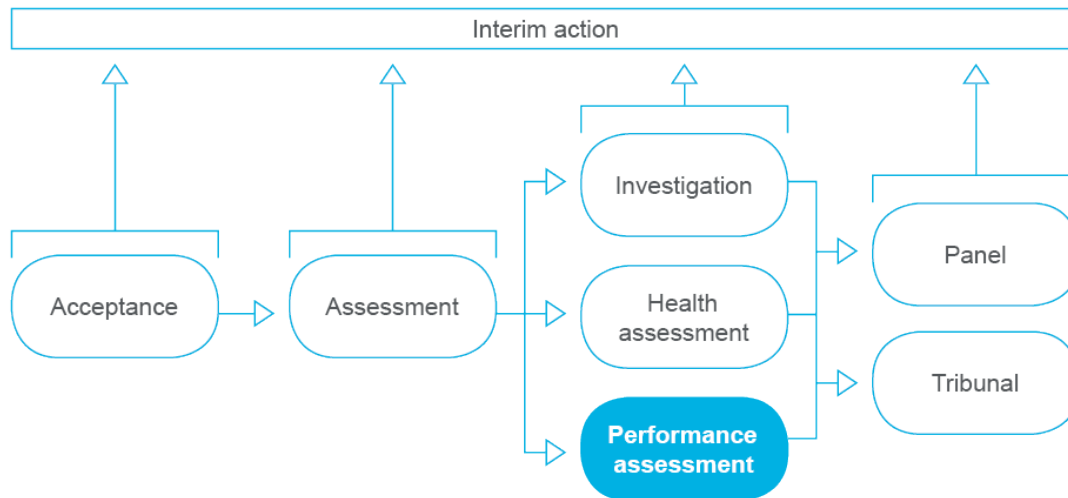 Interim action
Acceptance
Assessment
Investigation
Health
assessment
Performance
assessment
Panel
Tribunal